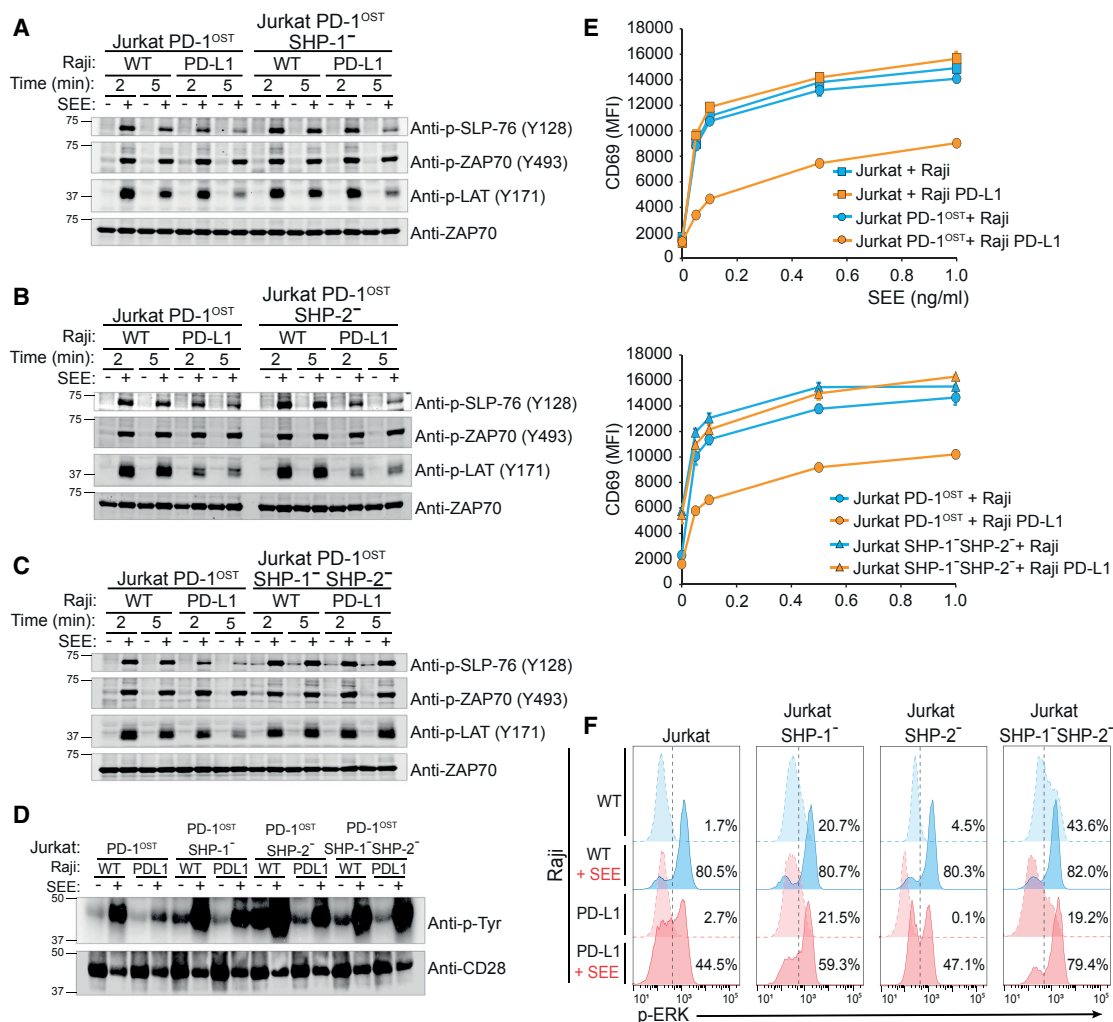 A
Jurkat PD-1OST
Jurkat PD-1OST
SHP-1-
Raji: WT PD-L1 WT PD-L1
Time (min): 2 5 2 5 2 5 2 5
SEE: - + - + - + - + - + - + - + - +
75
Anti-p-SLP-76 (Y128)
75
Anti-p-ZAP70 (Y493)
37
Anti-p-LAT (Y171)
75
Anti-ZAP70
B
Jurkat PD-1OST
Jurkat PD-1OST
SHP-2-
Raji: WT PD-L1 WT PD-L1
Time (min): 2 5 2 5 2 5 2 5
SEE: - + - + - + - + - + - + - + - +
75
Anti-p-SLP-76 (Y128)
75
Anti-p-ZAP70 (Y493)
37
Anti-p-LAT (Y171)
75
Anti-ZAP70
C
Jurkat PD-1OST
Jurkat PD-1OST
SHP-1- SHP-2-
Raji: WT PD-L1 WT PD-L1
Time (min): 2 5 2 5 2 5 2 5
SEE: - + - + - + - + - + - + - + - +
75
Anti-p-SLP-76 (Y128)
75
Anti-p-ZAP70 (Y493)
37
Anti-p-LAT (Y171)
75
Anti-ZAP70
D
Jurkat: PD-1OST PD-1OST SHP-1- PD-1OST SHP-2- PD-1OST SHP-1-SHP-2-
Raji: WT PDL1 WT PDL1 WT PDL1 WT PDL1
SEE: - + - + - + - + - + - + - + - +
50
Anti-p-Tyr
37
50
Anti-CD28
37
E
CD69 (MFI)
18000
16000
14000
12000
10000
8000
6000
4000
2000
0
Jurkat + Raji
Jurkat + Raji PD-L1
Jurkat PD-1OST+ Raji
Jurkat PD-1OST+ Raji PD-L1
0 0.2 0.4 0.6 0.8 1.0
SEE (ng/ml)
CD69 (MFI)
18000
16000
14000
12000
10000
8000
6000
4000
2000
0
Jurkat PD-1OST + Raji
Jurkat PD-1OST + Raji PD-L1
Jurkat SHP-1-SHP-2-+ Raji
Jurkat SHP-1-SHP-2-+ Raji PD-L1
0 0.2 0.4 0.6 0.8 1.0
F
Jurkat
Jurkat SHP-1-
Jurkat SHP-2-
Jurkat SHP-1-SHP-2-
Raji
WT 1.7% 20.7% 4.5% 43.6%
WT + SEE 80.5% 80.7% 80.3% 82.0%
PD-L1 2.7% 21.5% 0.1% 19.2%
PD-L1 + SEE 44.5% 59.3% 47.1% 79.4%
10¹ 10³ 10⁵ 10¹ 10³ 10⁵ 10¹ 10³ 10⁵ 10¹ 10³ 10⁵
p-ERK